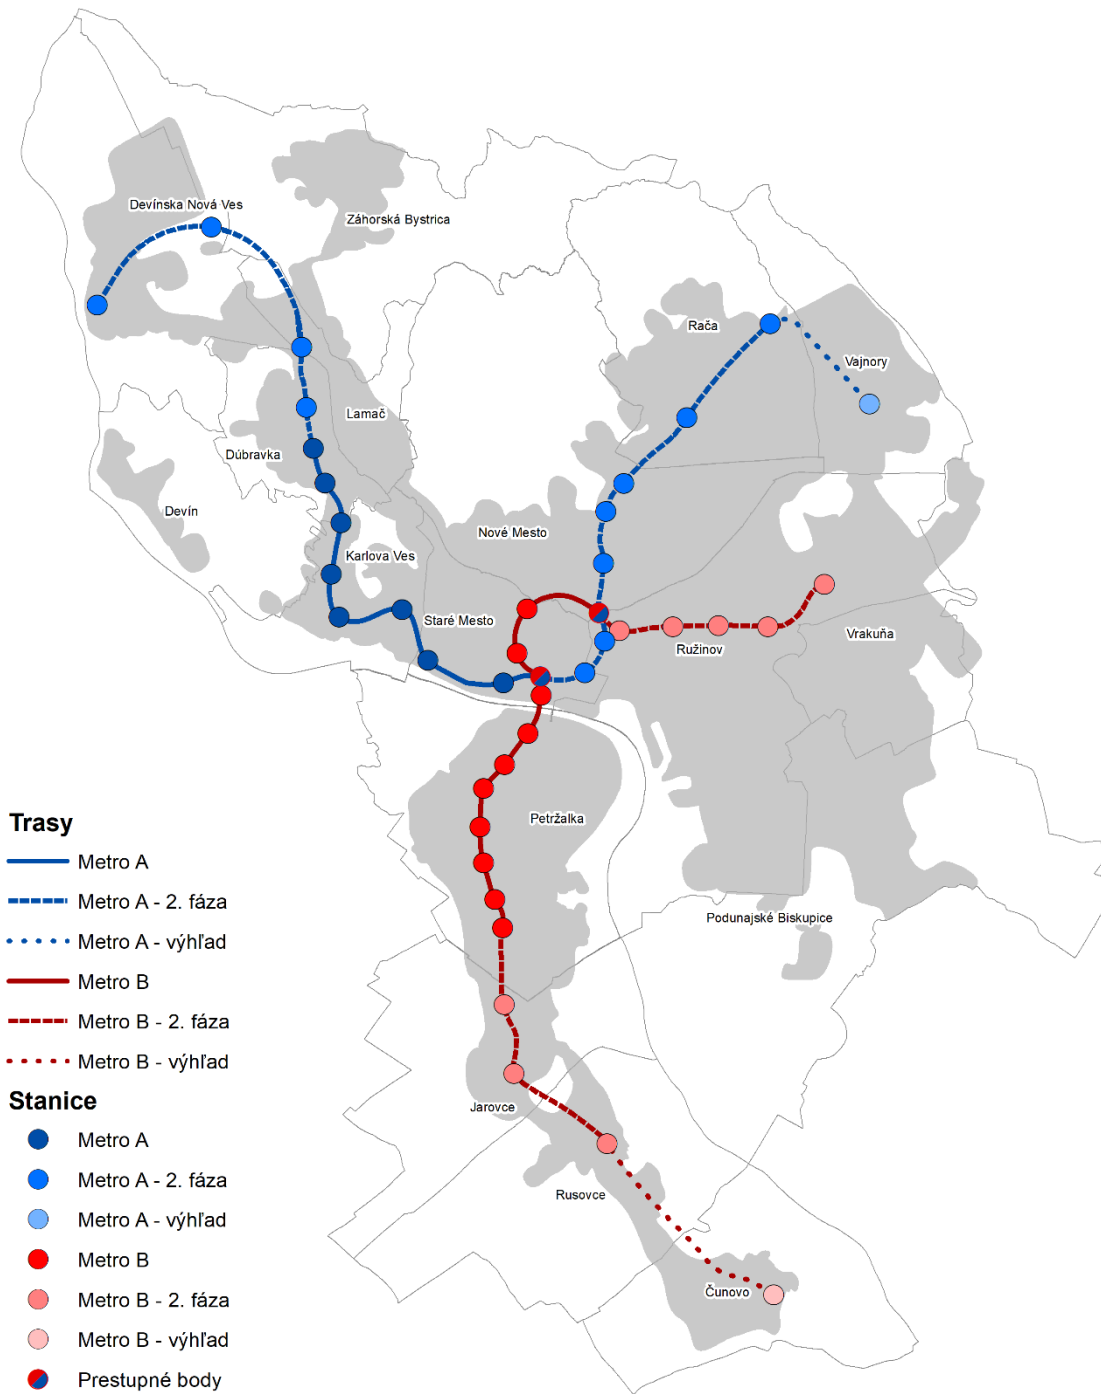 Devínska Nová Ves
Záhorská Bystrica
Rača
Vajnory
Lamač
Dúbravka
Devín
Nové Mesto
Karlova Ves
Staré Mesto
Ružinov
Vrakuňa
Petržalka
Podunajské Biskupice
Jarovce
Rusovce
Čunovo
Trasy
Metro A
Metro A - 2. fáza
Metro A - výhľad
Metro B
Metro B - 2. fáza
Metro B - výhľad
Stanice
Metro A
Metro A - 2. fáza
Metro A - výhľad
Metro B
Metro B - 2. fáza
Metro B - výhľad
Prestupné body